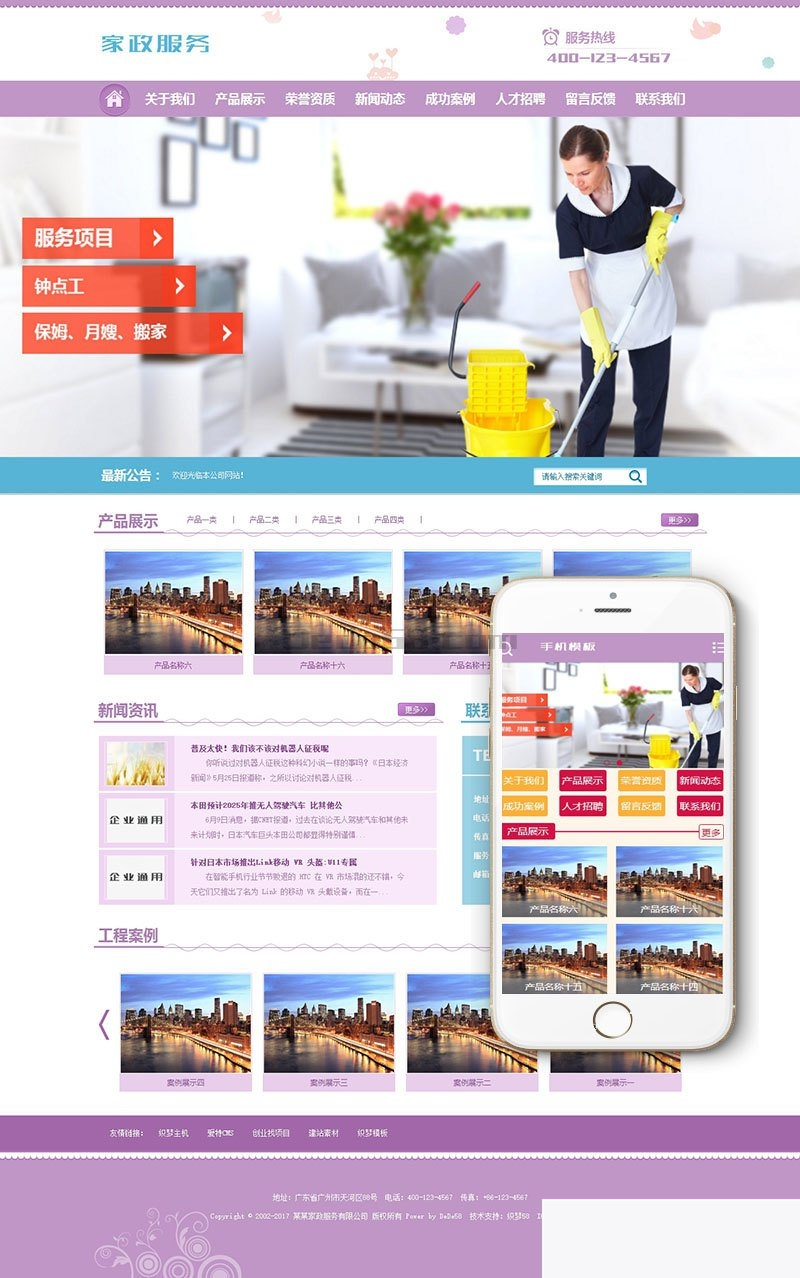 家政服务
服务热线
400-123-4567
关于我们 产品展示 荣誉资质 新闻动态 成功案例 人才招聘 留言反馈 联系我们
服务项目
钟点工
保姆、月嫂、搬家
最新公告：
欢迎光临本公司网站！
请输入搜索关键词
产品展示
产品一类 | 产品二类 | 产品三类 | 产品四类 |
更多>>
产品名称六
产品名称十六
产品名称十五
新闻资讯
更多>>
联系
TE
普及太快！我们该不该对机器人征税呢
你听说过对机器人征税这种科幻小说一样的事吗？《日本经济
新闻》5月25日报道称，之所以讨论对机器人征税...
企业通用
本田预计2025年推无人驾驶汽车 比其他公
6月9日消息，据CNET报道，过去在谈论无人驾驶汽车和其他未
来计划时，日本汽车巨头本田公司都显得特别谨慎...
企业通用
针对日本市场推出Link移动 VR 头盔:U11专属
在智能手机行业节节败退的 HTC 在 VR 市场混的还不错，今
天它们又推出了名为 Link 的移动 VR 头戴设备，而在一...
地址
电话
传真
服务
邮箱
工程案例
案例展示四
案例展示三
案例展示二
案例展示一
手机模板
服务项目
钟点工
保姆、月嫂、搬家
关于我们 产品展示 荣誉资质 新闻动态
成功案例 人才招聘 留言反馈 联系我们
产品展示
更多
产品名称六
产品名称十六
产品名称十五
产品名称十四
友情链接： 织梦主机 爱特CMS 创业找项目 建站素材 织梦模板
地址：广东省广州市天河区88号 电话：400-123-4567 传真：+86-123-4567
Copyright © 2002-2017 某某家政服务有限公司 版权所有 Power by DeDe58 技术支持：织梦58